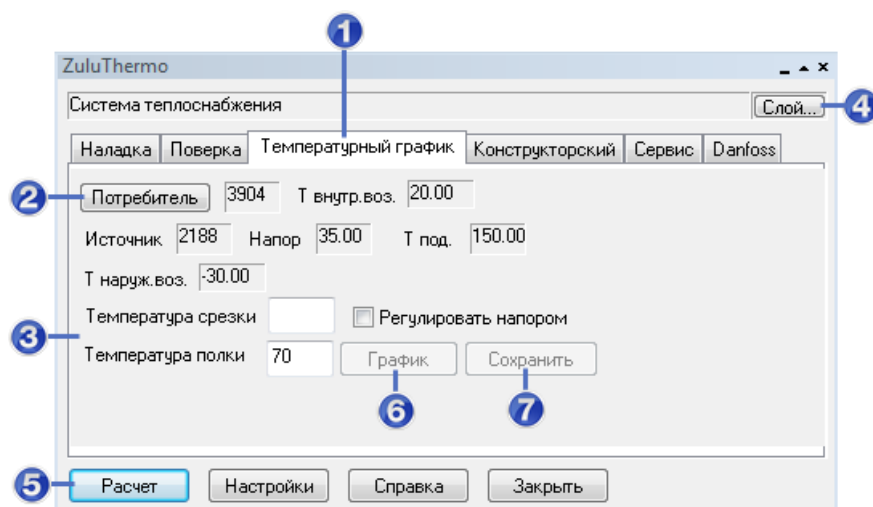 1
ZuluThermo
Система теплоснабжения Слой... 4
Наладка Поверка Температурный график Конструкторский Сервис Danfoss
2 Потребитель 3904 Т внутр.воз. 20.00
Источник 2188 Напор 35.00 Т под. 150.00
Т наруж.воз. -30.00
Температура срезки Регулировать напором
3
Температура полки 70 График Сохранить
6 7
5 Расчет Настройки Справка Закрыть